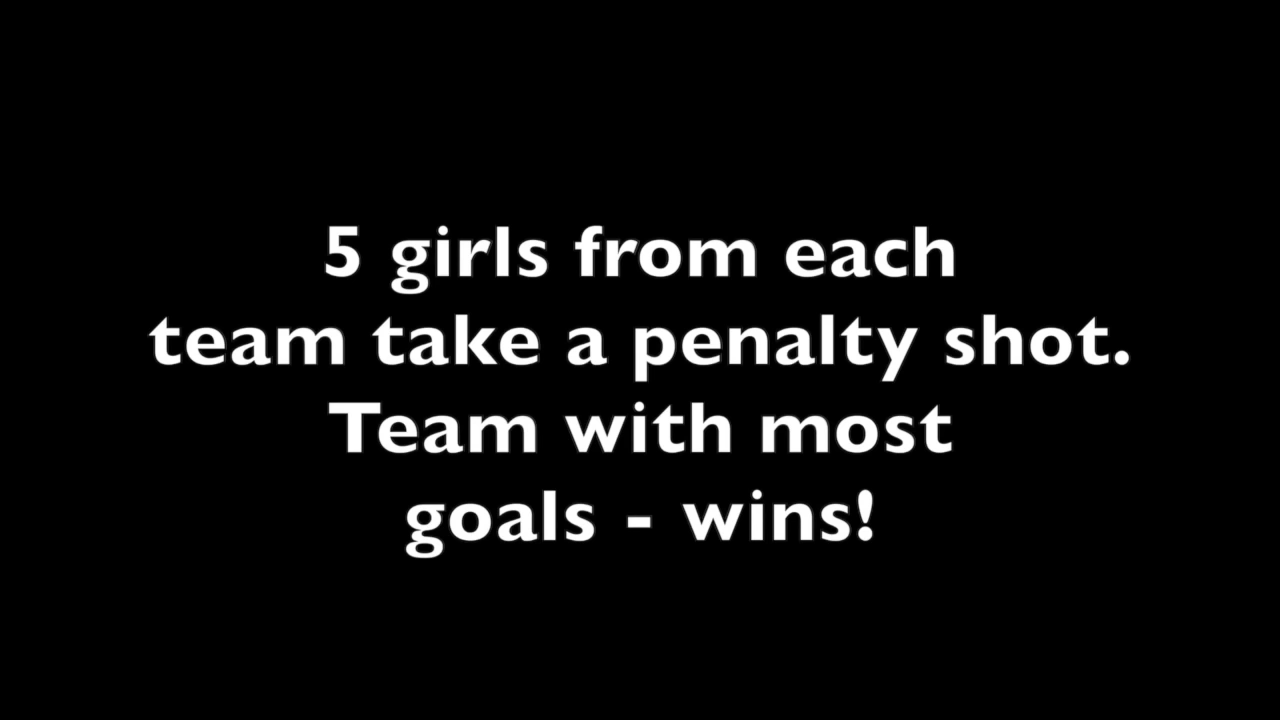 5 girls from each
team take a penalty shot.
Team with most
goals - wins!